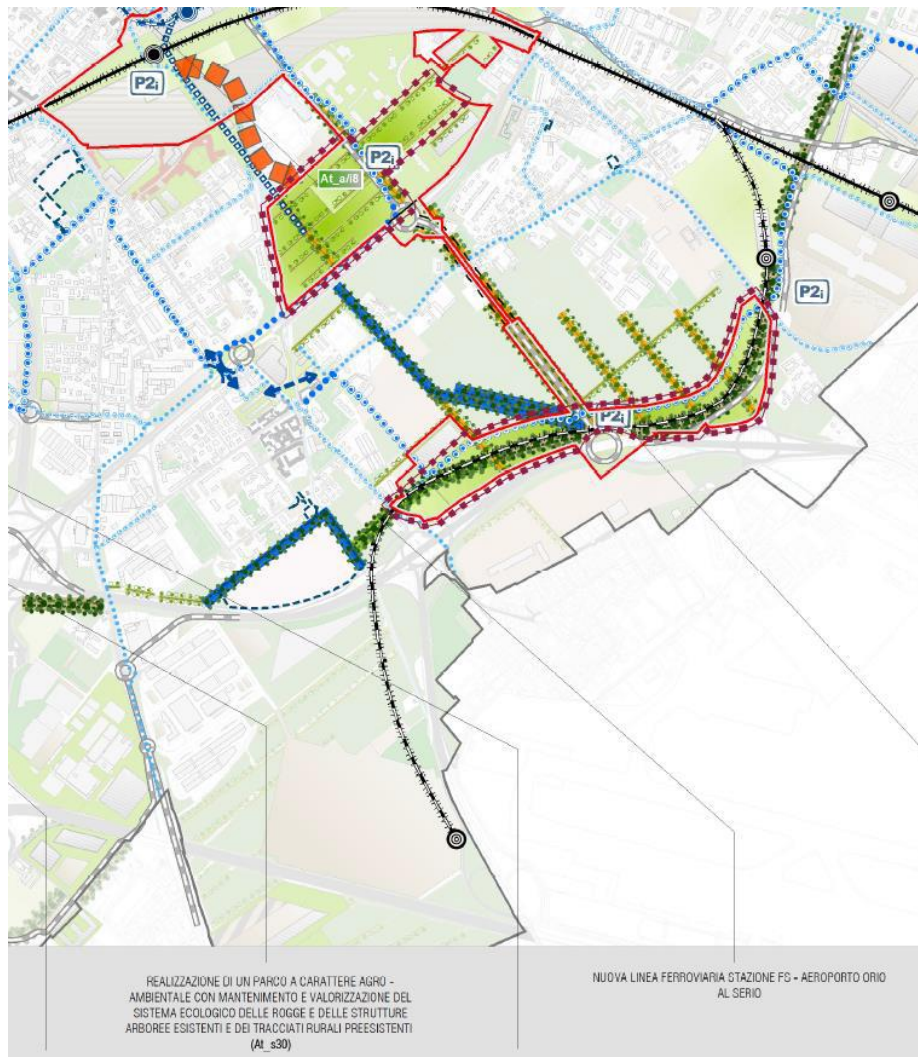 P2i
P2i
At_a/i8
P2i
P2i
REALIZZAZIONE DI UN PARCO A CARATTERE AGRO -
AMBIENTALE CON MANTENIMENTO E VALORIZZAZIONE DEL
SISTEMA ECOLOGICO DELLE ROGGE E DELLE STRUTTURE
ARBOREE ESISTENTI E DEI TRACCIATI RURALI PREESISTENTI
(At_s30)
NUOVA LINEA FERROVIARIA STAZIONE FS - AEROPORTO ORIO
AL SERIO